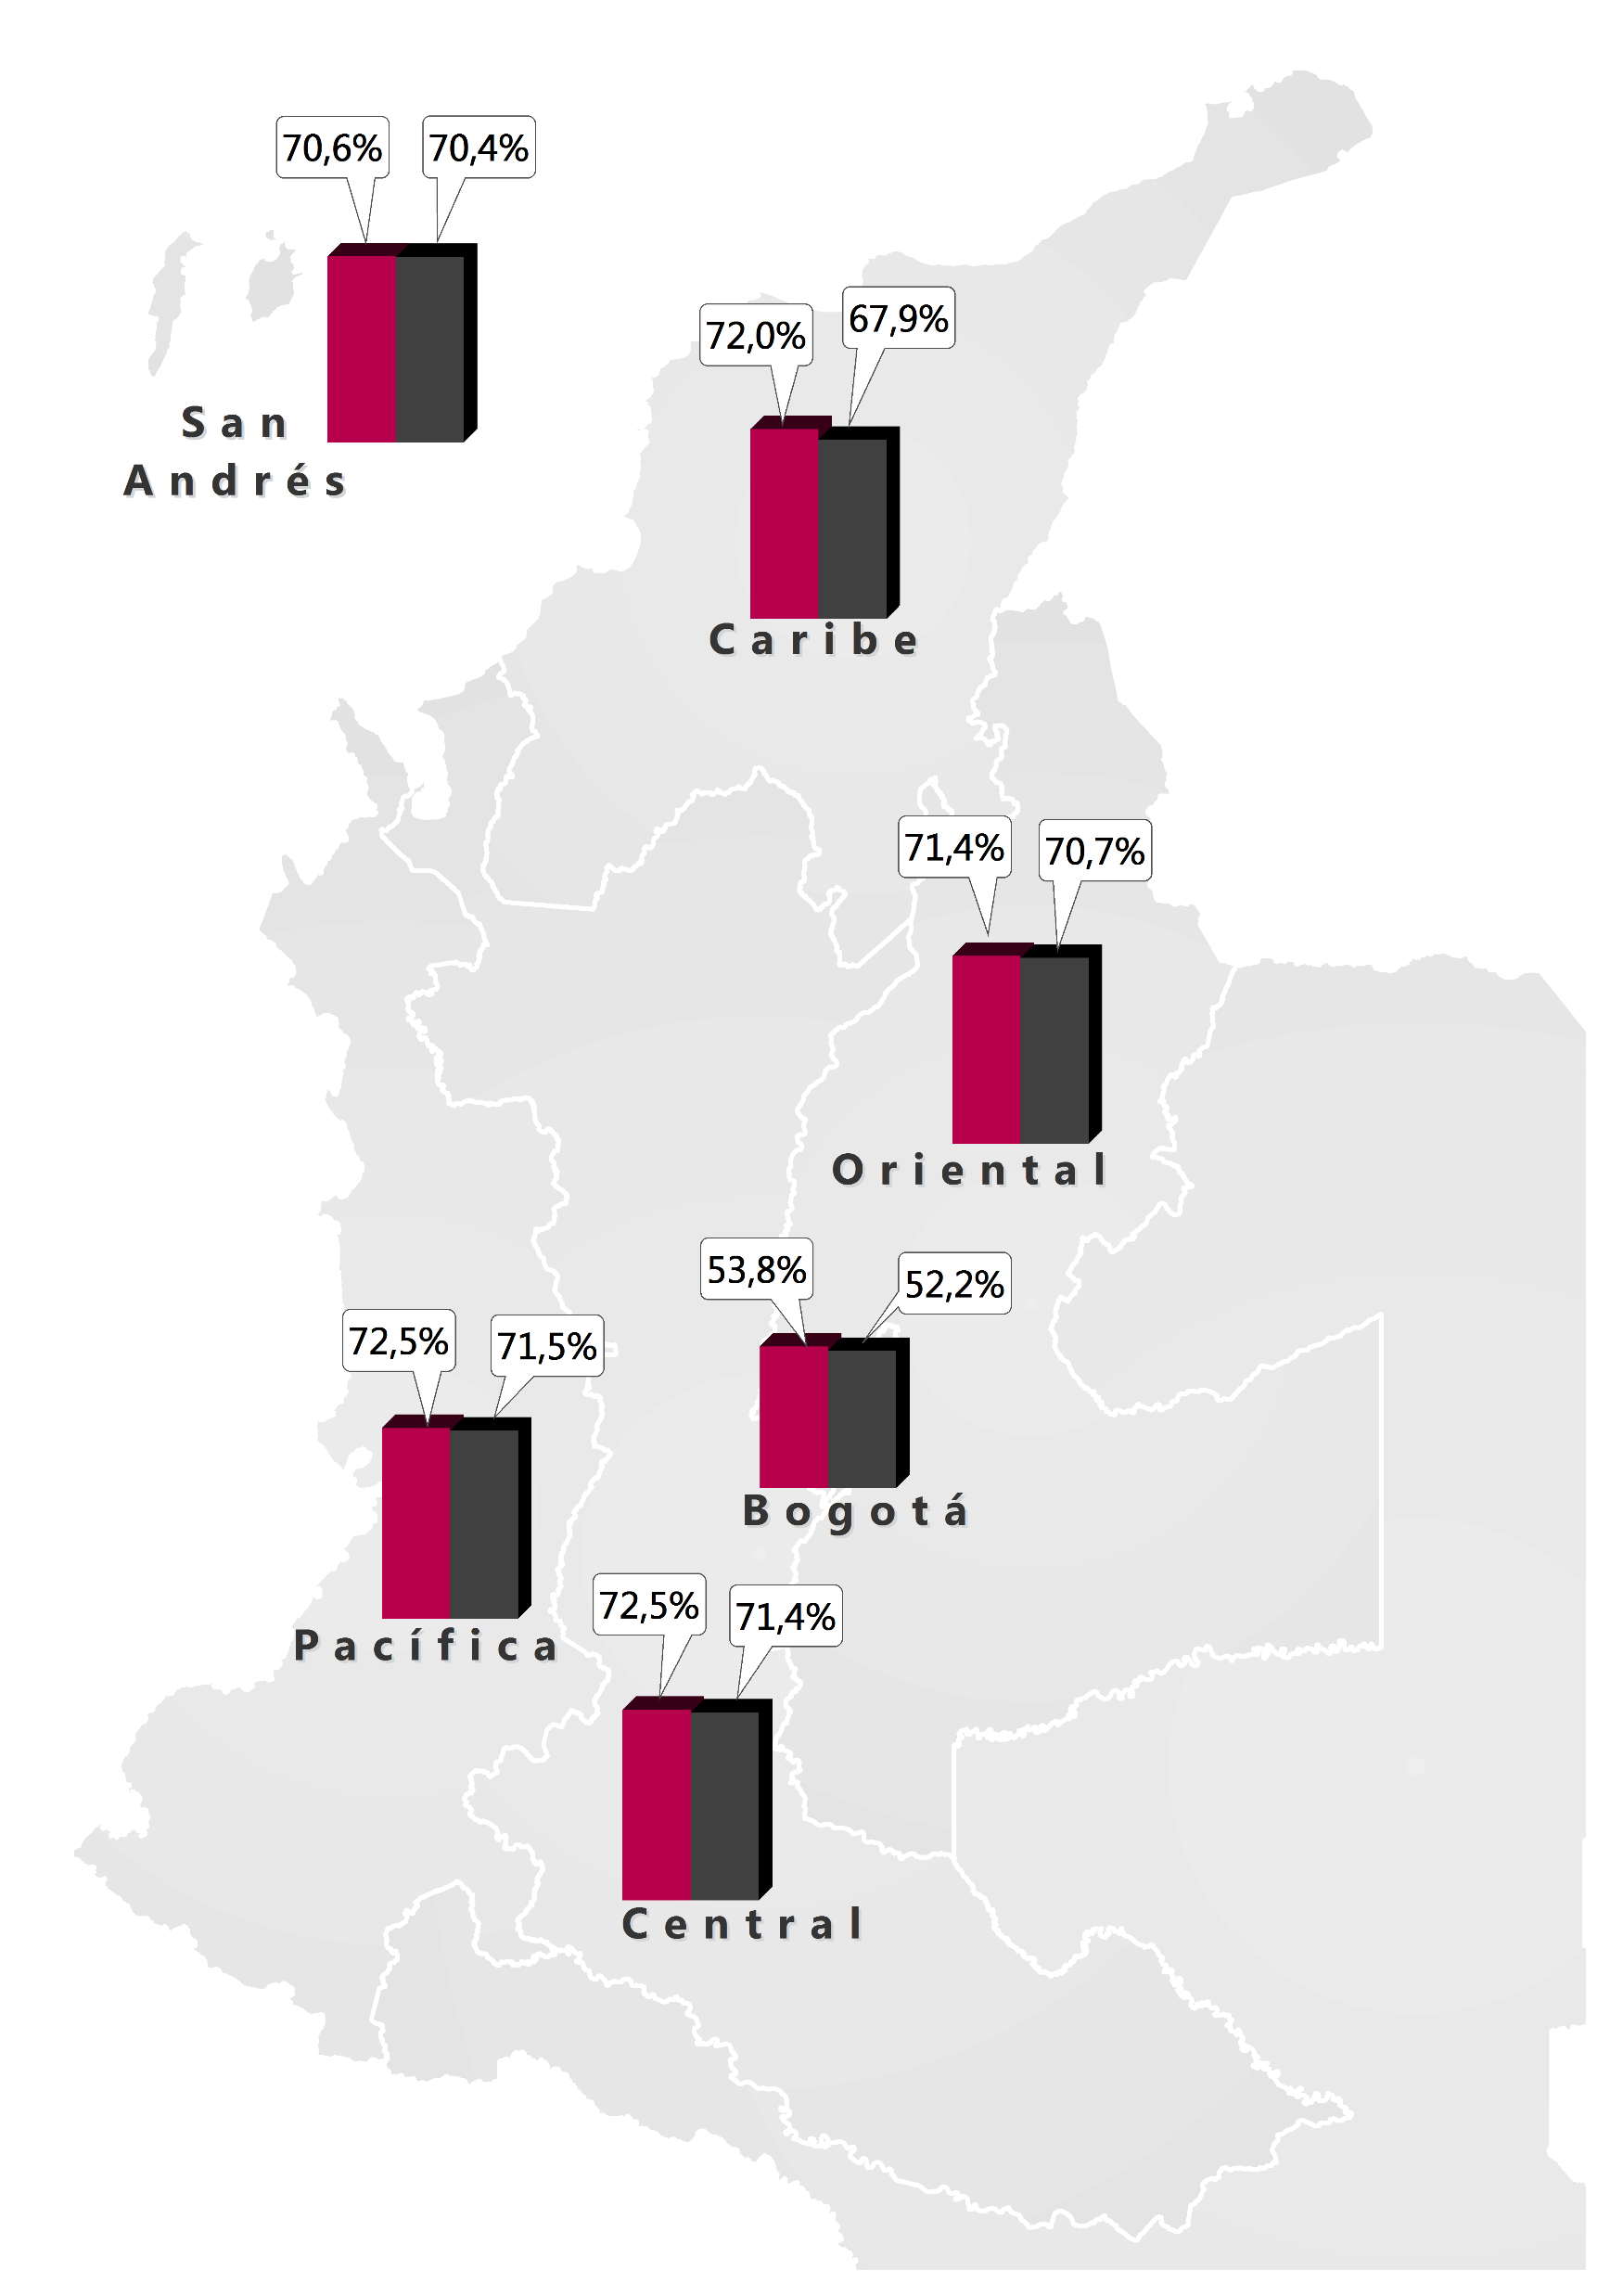 70,6%
70,4%
San
Andrés
72,0%
67,9%
Caribe
71,4%
70,7%
Oriental
53,8%
52,2%
Bogotá
72,5%
71,5%
Pacífica
72,5%
71,4%
Central